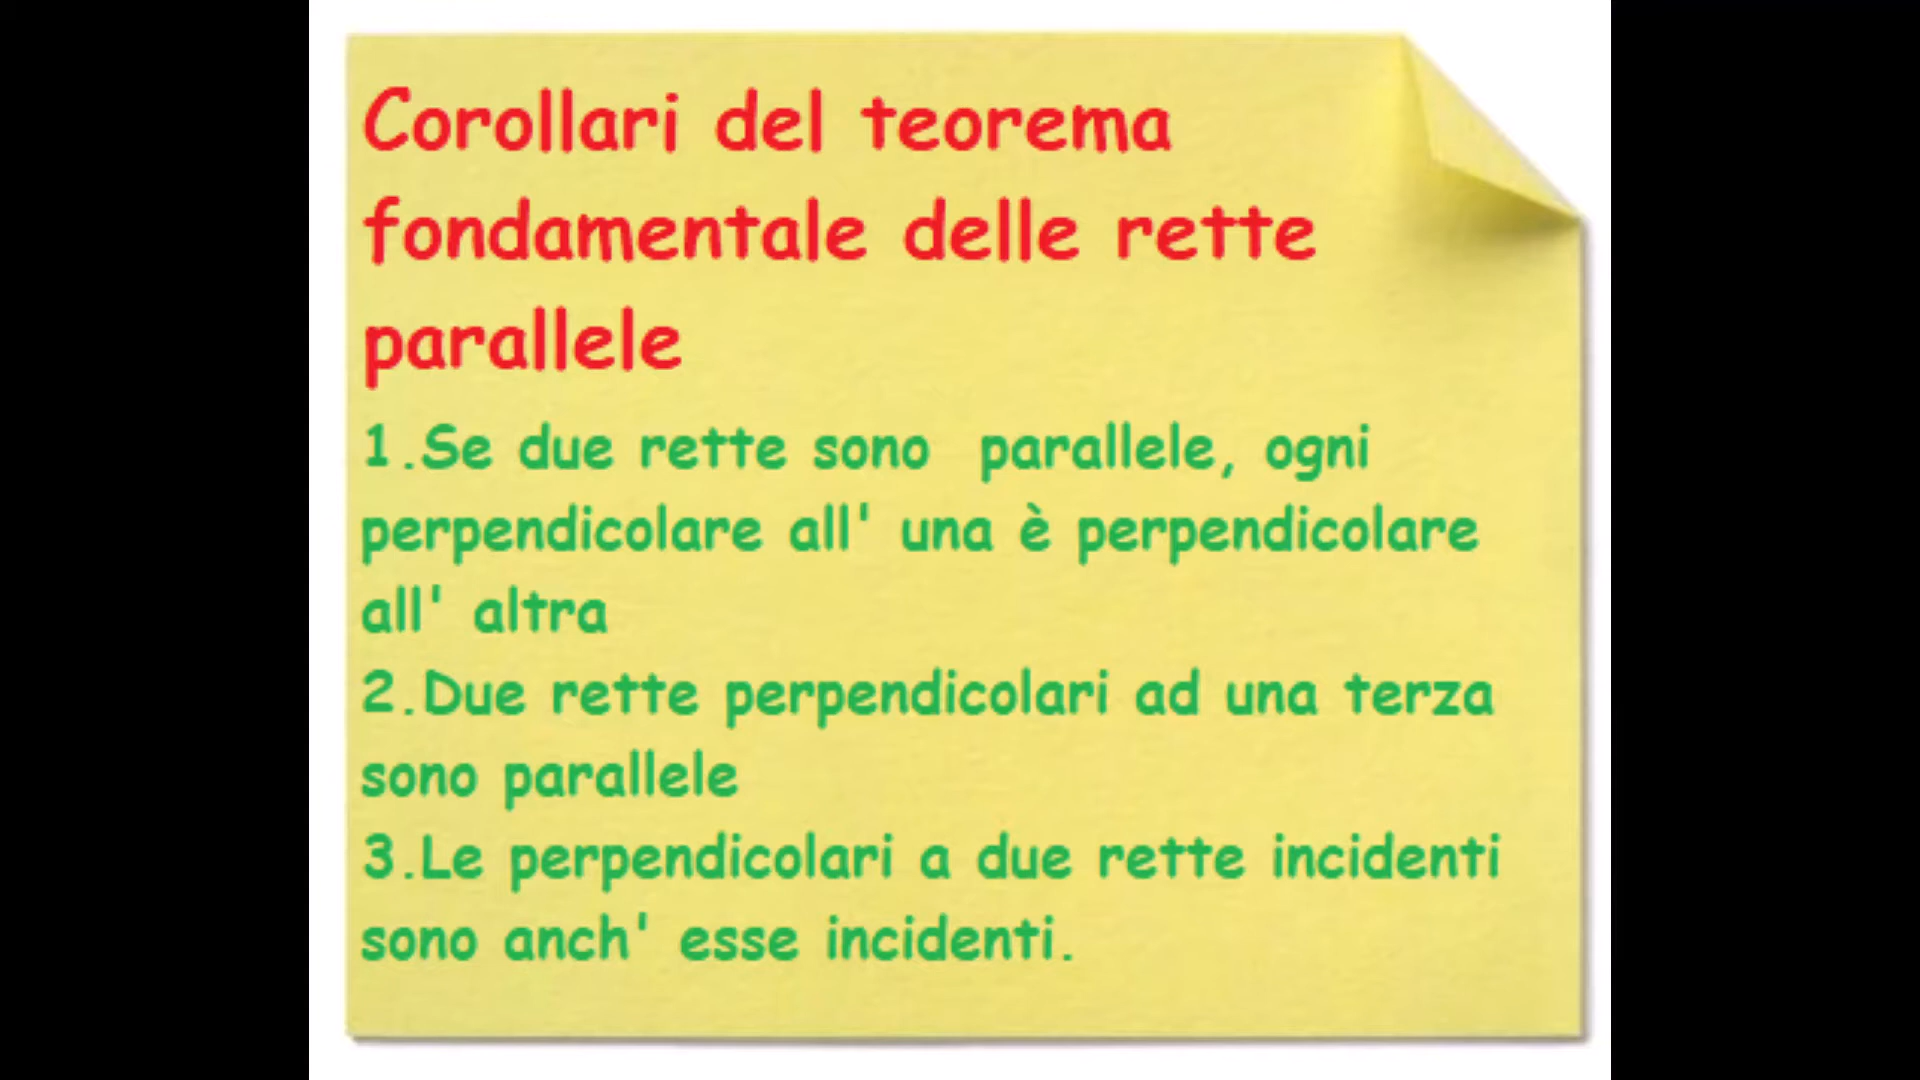 Corollari del teorema
fondamentale delle rette
parallele
1.Se due rette sono  parallele, ogni
perpendicolare all' una è perpendicolare
all' altra
2.Due rette perpendicolari ad una terza
sono parallele
3.Le perpendicolari a due rette incidenti
sono anch' esse incidenti.